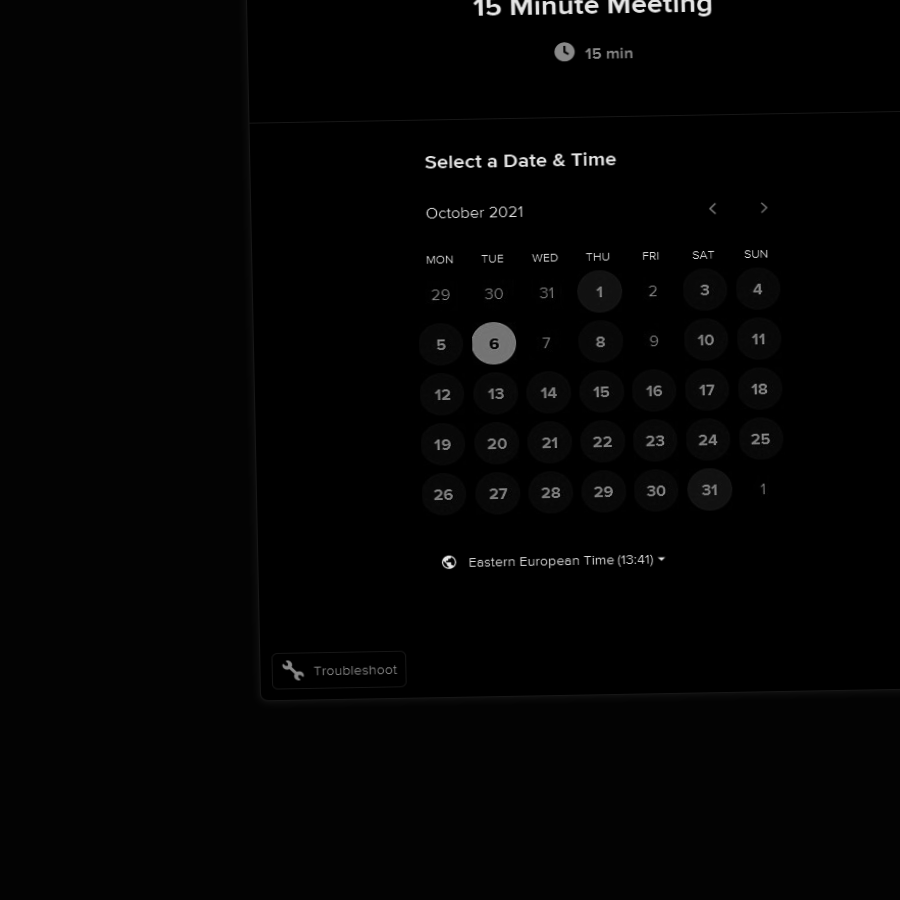 15 Minute Meeting
15 min
Select a Date & Time
October 2021
MON TUE WED THU FRI SAT SUN
29 30 31 1 2 3 4
5 6 7 8 9 10 11
12 13 14 15 16 17 18
19 20 21 22 23 24 25
26 27 28 29 30 31 1
Eastern European Time (13:41)
Troubleshoot